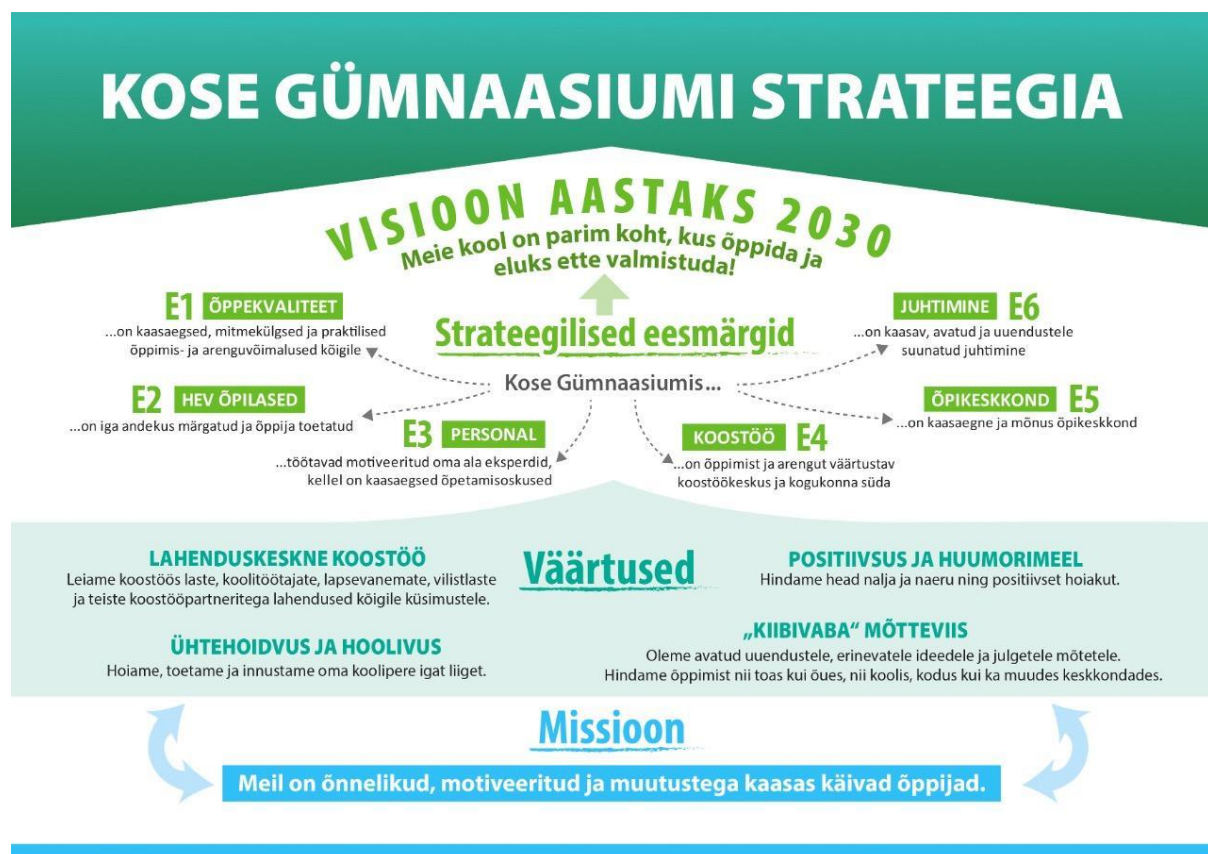 KOSE GÜMNAASIUMI STRATEEGIA
VISIOON AASTAKS 2030
Meie kool on parim koht, kus õppida ja
eluks ette valmistuda!
E1 ÕPPEKVALITEET
...on kaasaegsed, mitmekülgsed ja praktilised
õppimis- ja arenguvõimalused kõigile
JUHTIMINE E6
...on kaasav, avatud ja uuendustele
suunatud juhtimine
Strateegilised eesmärgid
Kose Gümnaasiumis...
E2 HEV ÕPILASED
...on iga andekus märgatud ja õppija toetatud
ÕPIKESKKOND E5
...on kaasaegne ja mõnus õpikeskkond
E3 PERSONAL
...töötavad motiveeritud oma ala eksperdid,
kellel on kaasaegsed õpetamisoskused
KOOSTÖÖ E4
...on õppimist ja arengut väärtustav
koostöökeskus ja kogukonna süda
Väärtused
LAHENDUSKESKNE KOOSTÖÖ
Leiame koostöös laste, koolitöötajate, lapsevanemate, vilistlaste
ja teiste koostööpartneritega lahendused kõigile küsimustele.
POSITIIVSUS JA HUUMORIMEEL
Hindame head nalja ja naeru ning positiivset hoiakut.
ÜHTEHOIDVUS JA HOOLIVUS
Hoiame, toetame ja innustame oma koolipere igat liiget.
„KIIBIVABA“ MÕTTEVIIS
Oleme avatud uuendustele, erinevatele ideedele ja julgetele mõtetele.
Hindame õppimist nii toas kui õues, nii koolis, kodus kui ka muudes keskkondades.
Missioon
Meil on õnnelikud, motiveeritud ja muutustega kaasas käivad õppijad.